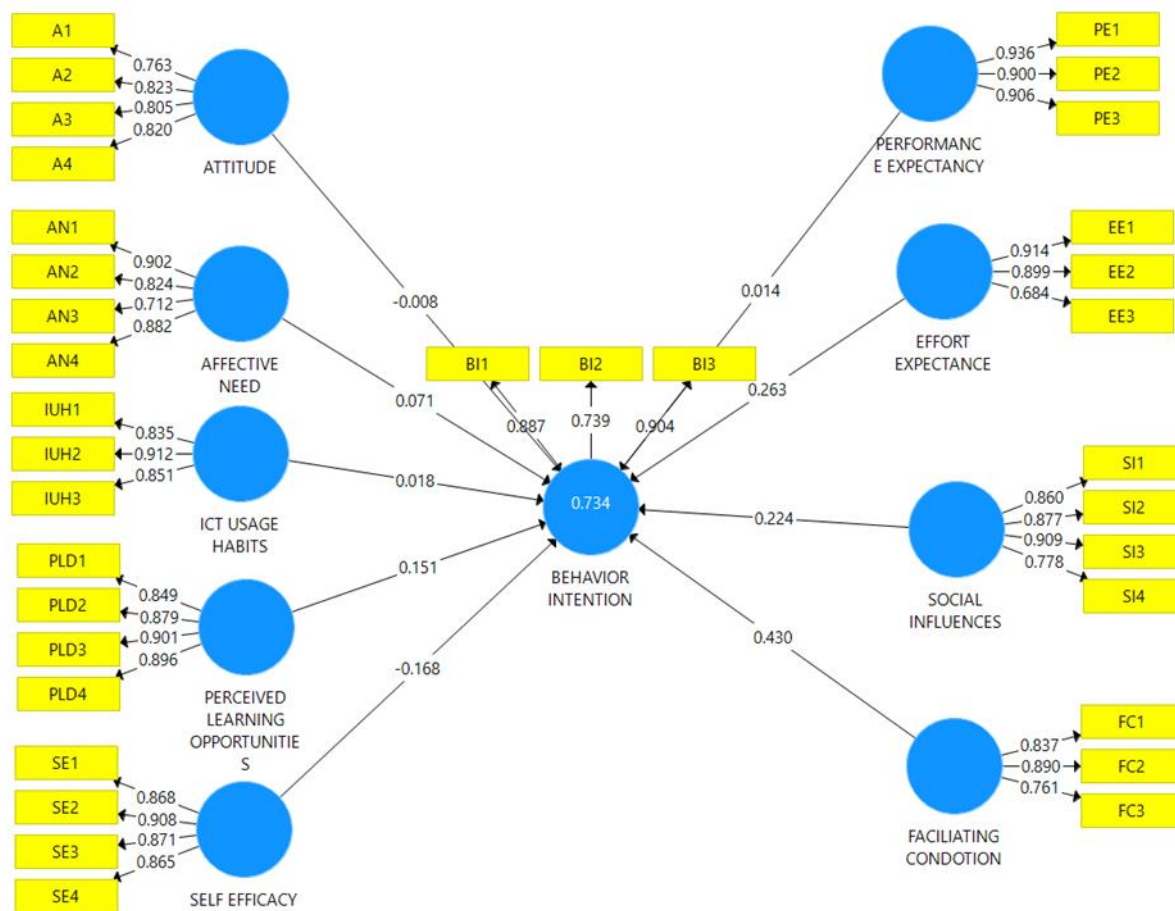 A1
A2
A3
A4
0.763
0.823
0.805
0.820
ATTITUDE
AN1
AN2
AN3
AN4
0.902
0.824
0.712
0.882
AFFECTIVE
NEED
IUH1
IUH2
IUH3
0.835
0.912
0.851
ICT USAGE
HABITS
PLD1
PLD2
PLD3
PLD4
0.849
0.879
0.901
0.896
PERCEIVED
LEARNING
OPPORTUNITIE
S
SE1
SE2
SE3
SE4
0.868
0.908
0.871
0.865
SELF EFFICACY
-0.008
0.071
0.018
0.151
-0.168
BI1
BI2
BI3
0.887
0.739
0.904
0.734
BEHAVIOR
INTENTION
0.014
0.263
0.224
0.430
PERFORMANC
E EXPECTANCY
0.936
0.900
0.906
PE1
PE2
PE3
EFFORT
EXPECTANCE
0.914
0.899
0.684
EE1
EE2
EE3
SOCIAL
INFLUENCES
0.860
0.877
0.909
0.778
SI1
SI2
SI3
SI4
FACILIATING
CONDOTION
0.837
0.890
0.761
FC1
FC2
FC3